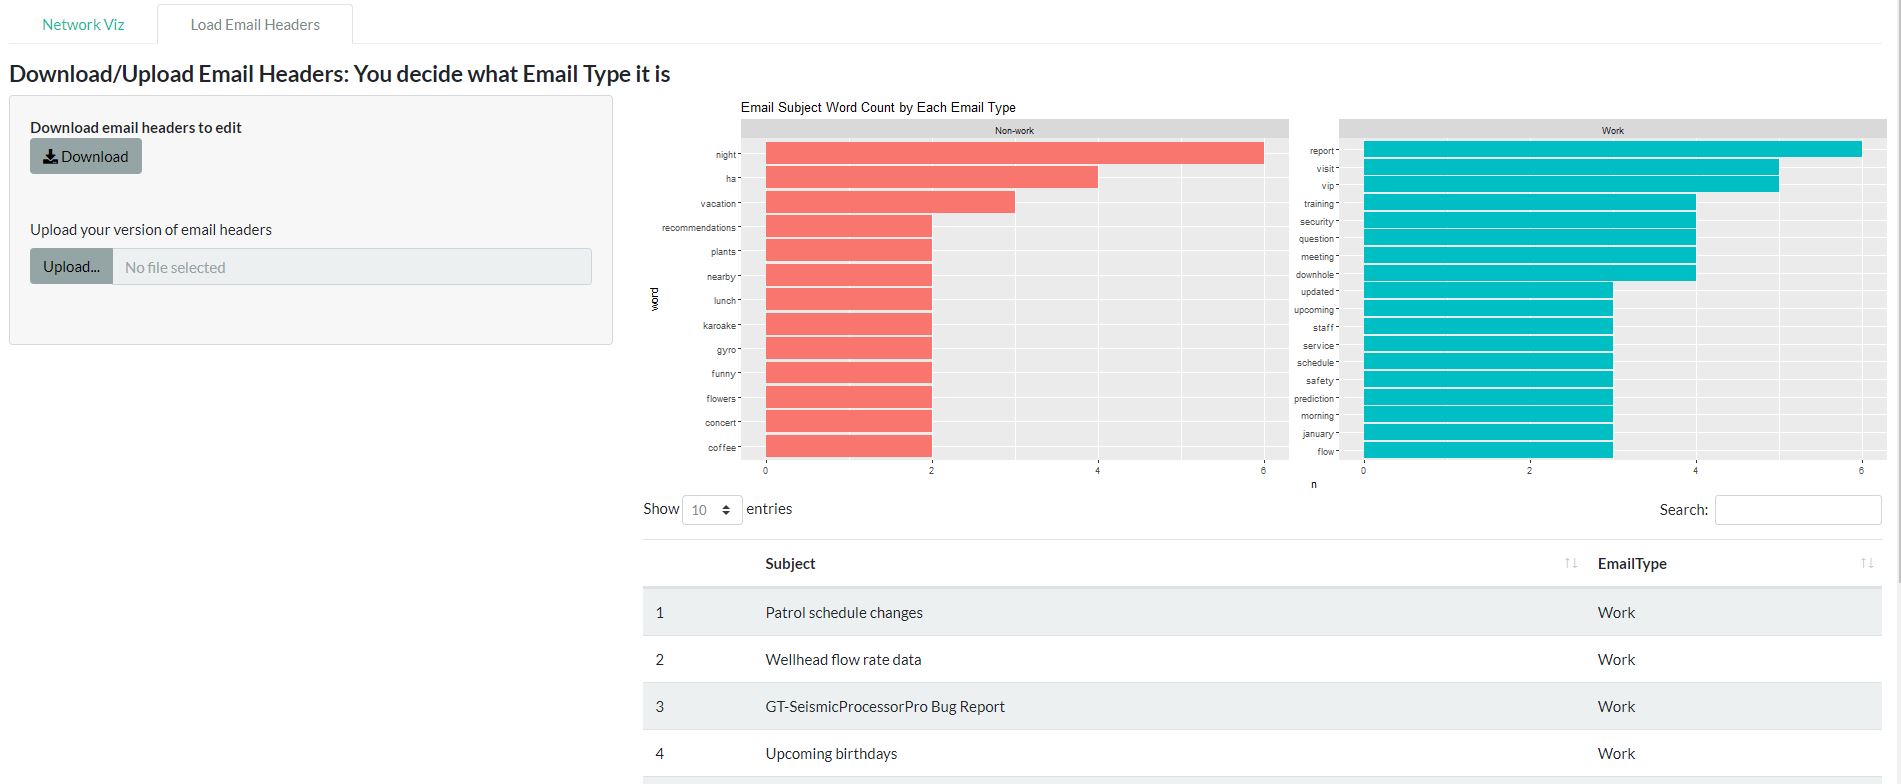 Network Viz
Load Email Headers
Download/Upload Email Headers: You decide what Email Type it is
Download email headers to edit
Download
Upload your version of email headers
Upload...
No file selected
Email Subject Word Count by Each Email Type
Non-work
night
ha
vacation
recommendations
plants
nearby
lunch
karoake
gyro
funny
flowers
concert
coffee
word
0 2 4 6
Work
report
visit
vip
training
security
question
meeting
downhole
updated
upcoming
staff
service
schedule
safety
prediction
morning
january
flow
0 2 4 6
n
Show 10 entries
Search:
Subject EmailType
1 Patrol schedule changes Work
2 Wellhead flow rate data Work
3 GT-SeismicProcessorPro Bug Report Work
4 Upcoming birthdays Work